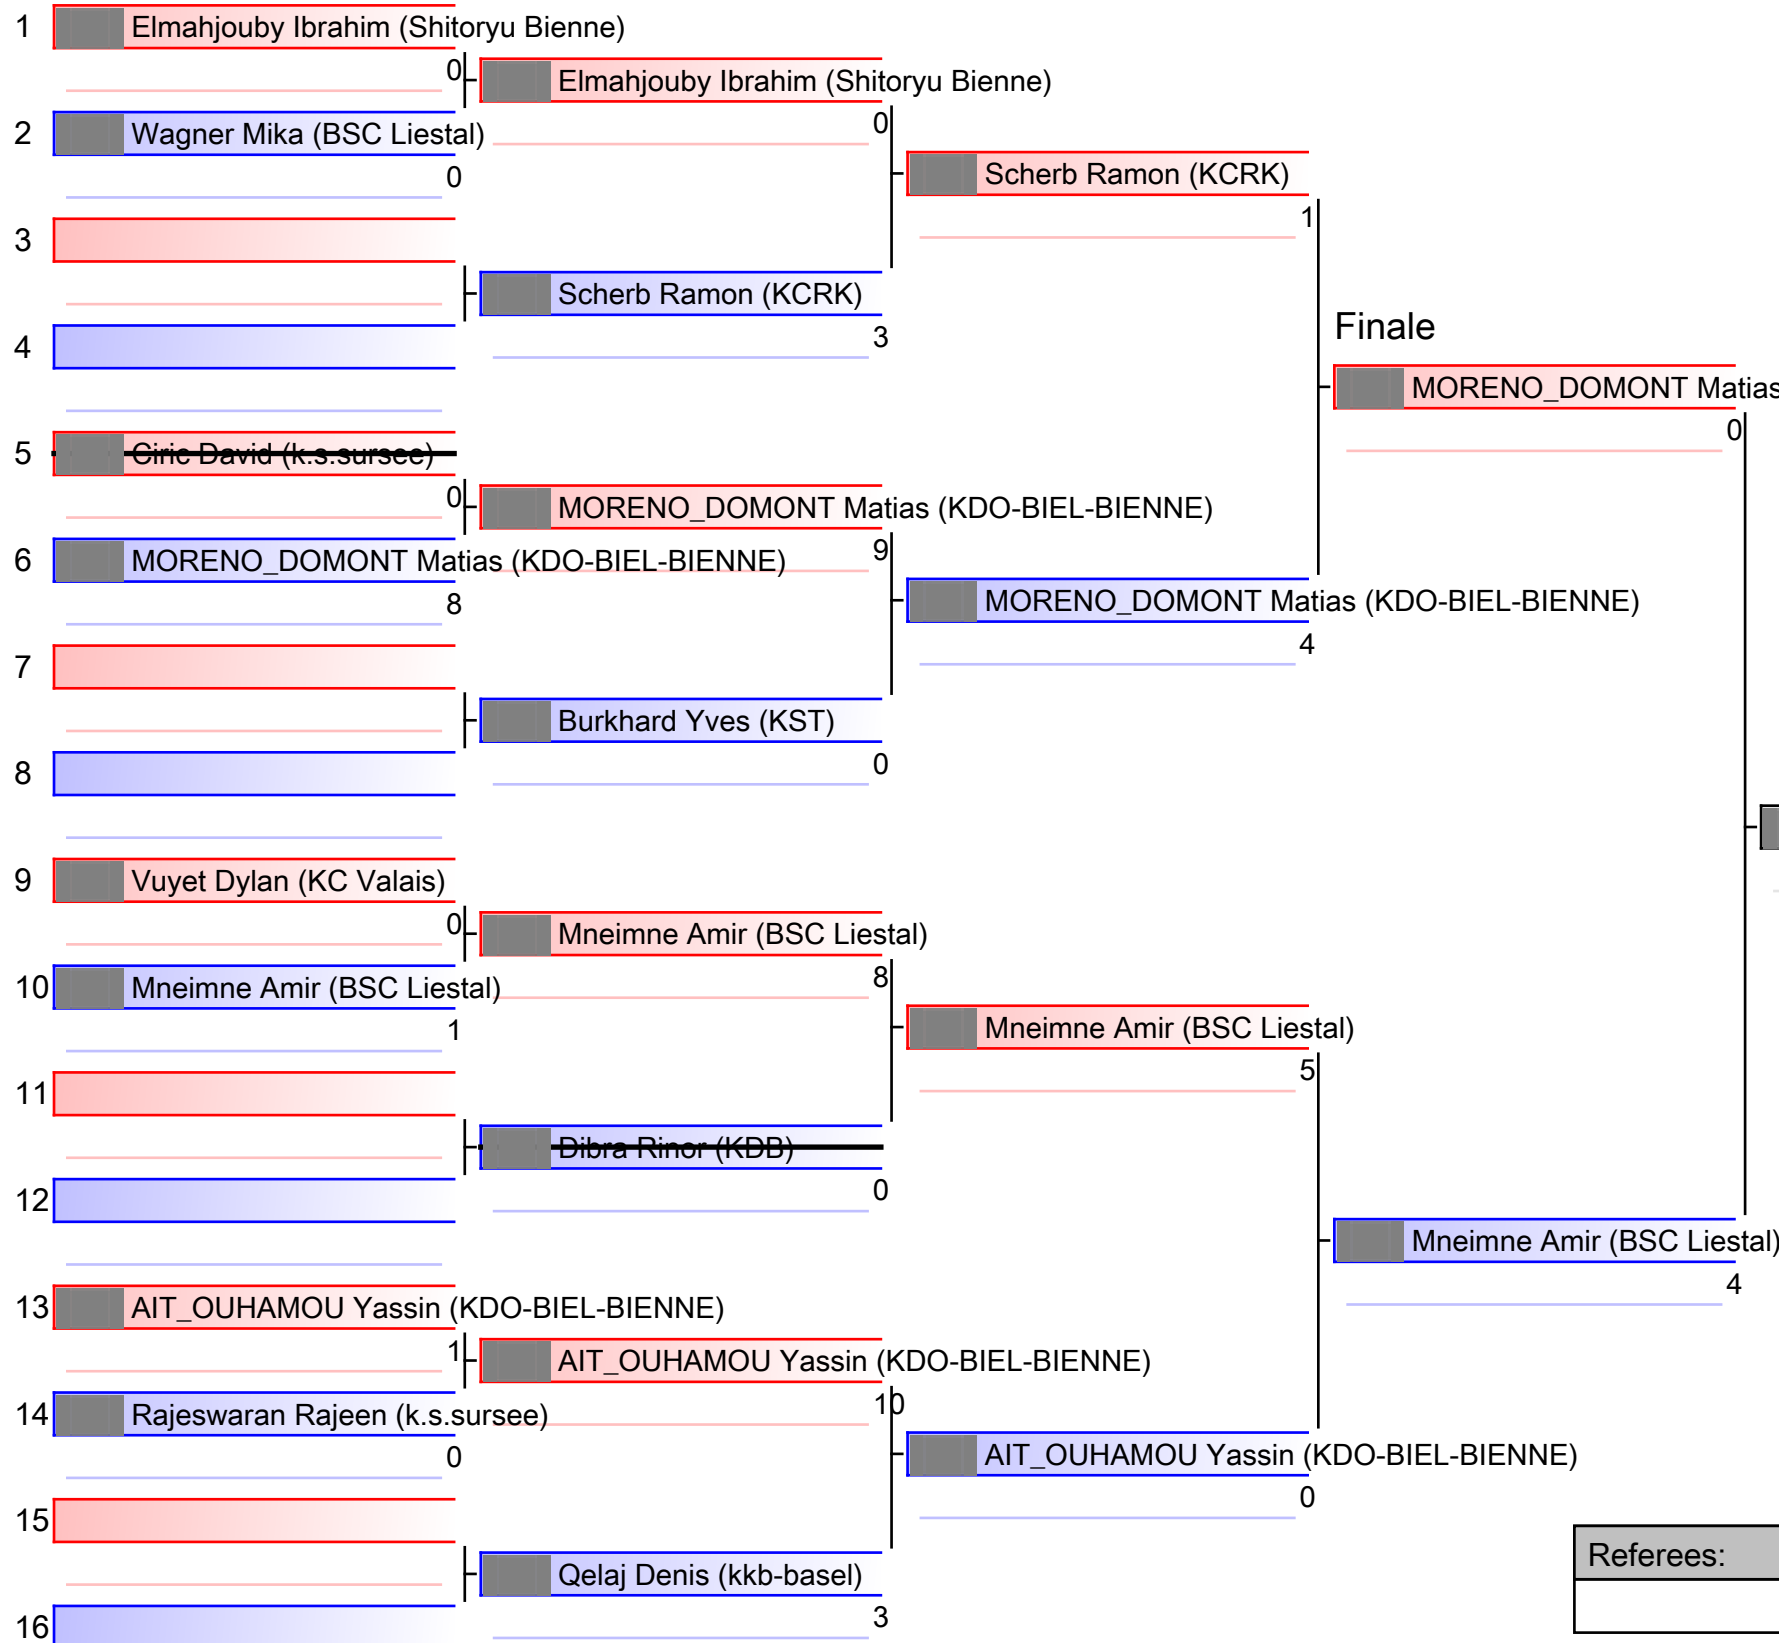 1 Elmahjouby Ibrahim (Shitoryu Bienne)
0 Elmahjouby Ibrahim (Shitoryu Bienne)
2 Wagner Mika (BSC Liestal) 0
0 Scherb Ramon (KCRK)
3 1
Scherb Ramon (KCRK)
4 3
Finale
MORENO_DOMONT Matias
0
5 Ciric David (k.s.sursee)
0 MORENO_DOMONT Matias (KDO-BIEL-BIENNE)
6 MORENO_DOMONT Matias (KDO-BIEL-BIENNE) 9
8 MORENO_DOMONT Matias (KDO-BIEL-BIENNE)
7 4
Burkhard Yves (KST)
8 0
9 Vuyet Dylan (KC Valais)
0 Mneimne Amir (BSC Liestal)
10 Mneimne Amir (BSC Liestal) 8
1 Mneimne Amir (BSC Liestal)
11 5
Dibra Rinor (KDB)
12 0
Mneimne Amir (BSC Liestal)
4
13 AIT_OUHAMOU Yassin (KDO-BIEL-BIENNE)
1 AIT_OUHAMOU Yassin (KDO-BIEL-BIENNE)
14 Rajeswaran Rajeen (k.s.sursee) 10
0 AIT_OUHAMOU Yassin (KDO-BIEL-BIENNE)
15 0
Qelaj Denis (kkb-basel)
16 3
Referees: